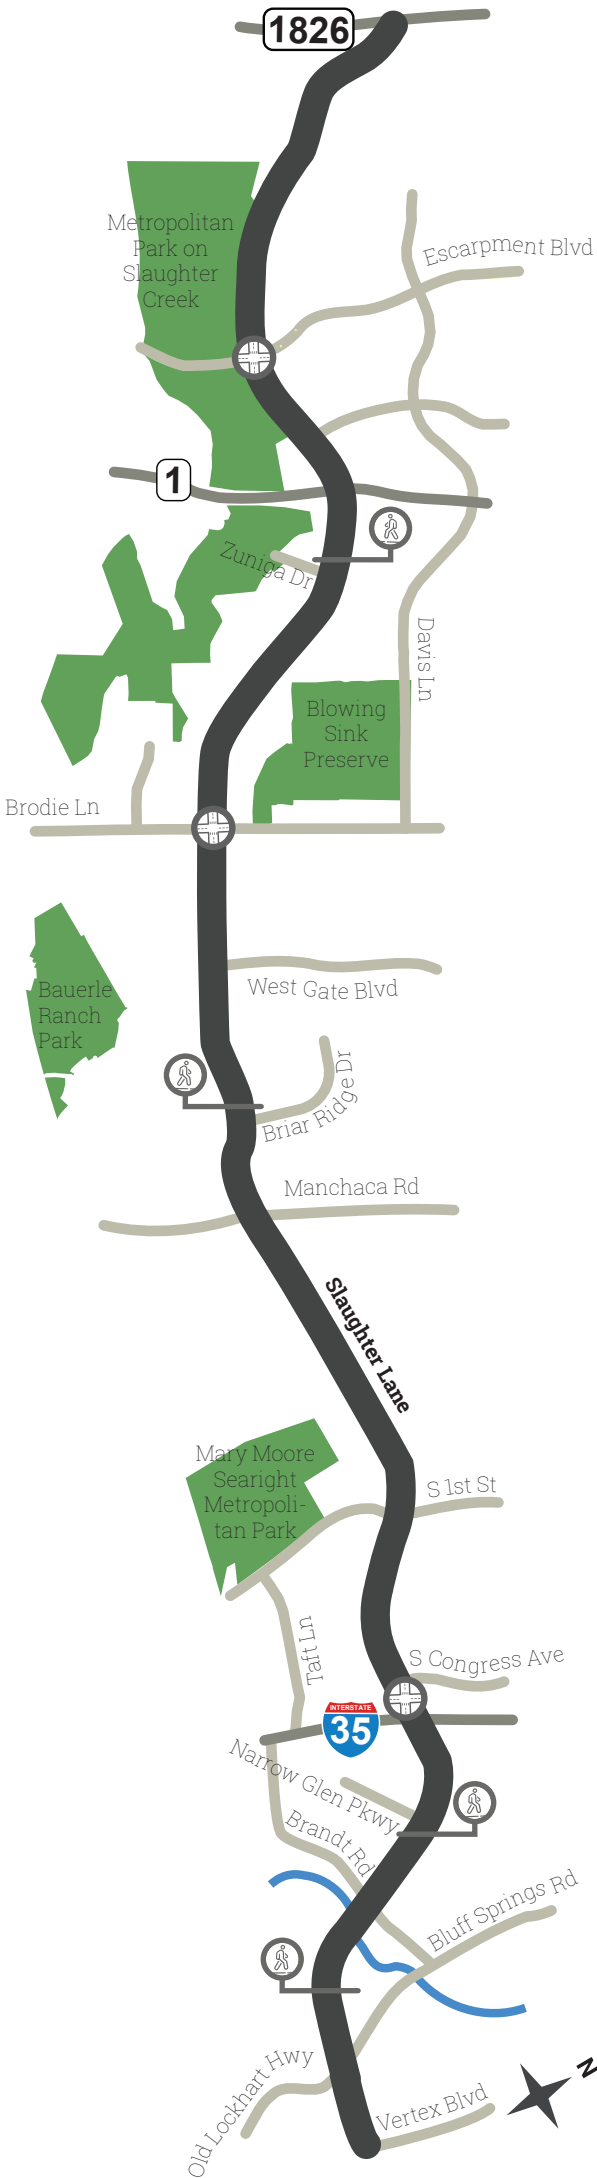 1826
Metropolitan
Park on
Slaughter
Creek
Escarpment Blvd
1
Zuniga Dr
Davis Ln
Blowing
Sink
Preserve
Brodie Ln
Bauerle
Ranch
Park
West Gate Blvd
Briar Ridge Dr
Manchaca Rd
Slaughter Lane
Mary Moore
Searight
Metropoli-
tan Park
S 1st St
Taft Ln
S Congress Ave
INTERSTATE
35
Narrow Glen Pkwy
Brandt Rd
Bluff Springs Rd
Old Lockhart Hwy
Vertex Blvd
N